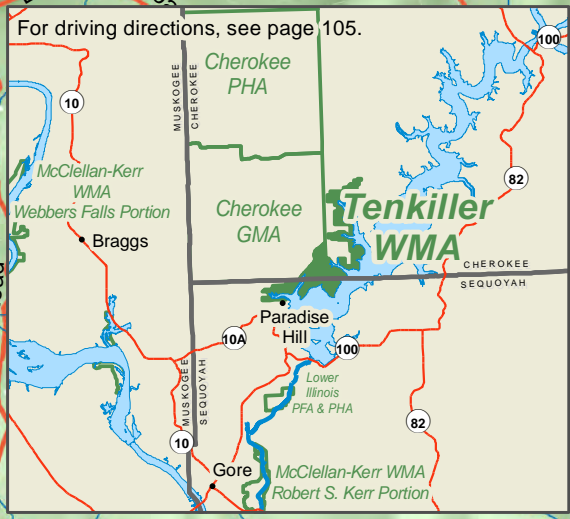 For driving directions, see page 105.
100
Cherokee
PHA
10
MUSKOGEE
CHEROKEE
82
McClellan-Kerr
WMA
Webbers Falls Portion
Cherokee
GMA
Tenkiller
WMA
Braggs
CHEROKEE
SEQUOYAH
Paradise
Hill
10A
100
MUSKOGEE
SEQUOYAH
Lower
Illinois
PFA & PHA
82
10
Gore
McClellan-Kerr WMA
Robert S. Kerr Portion